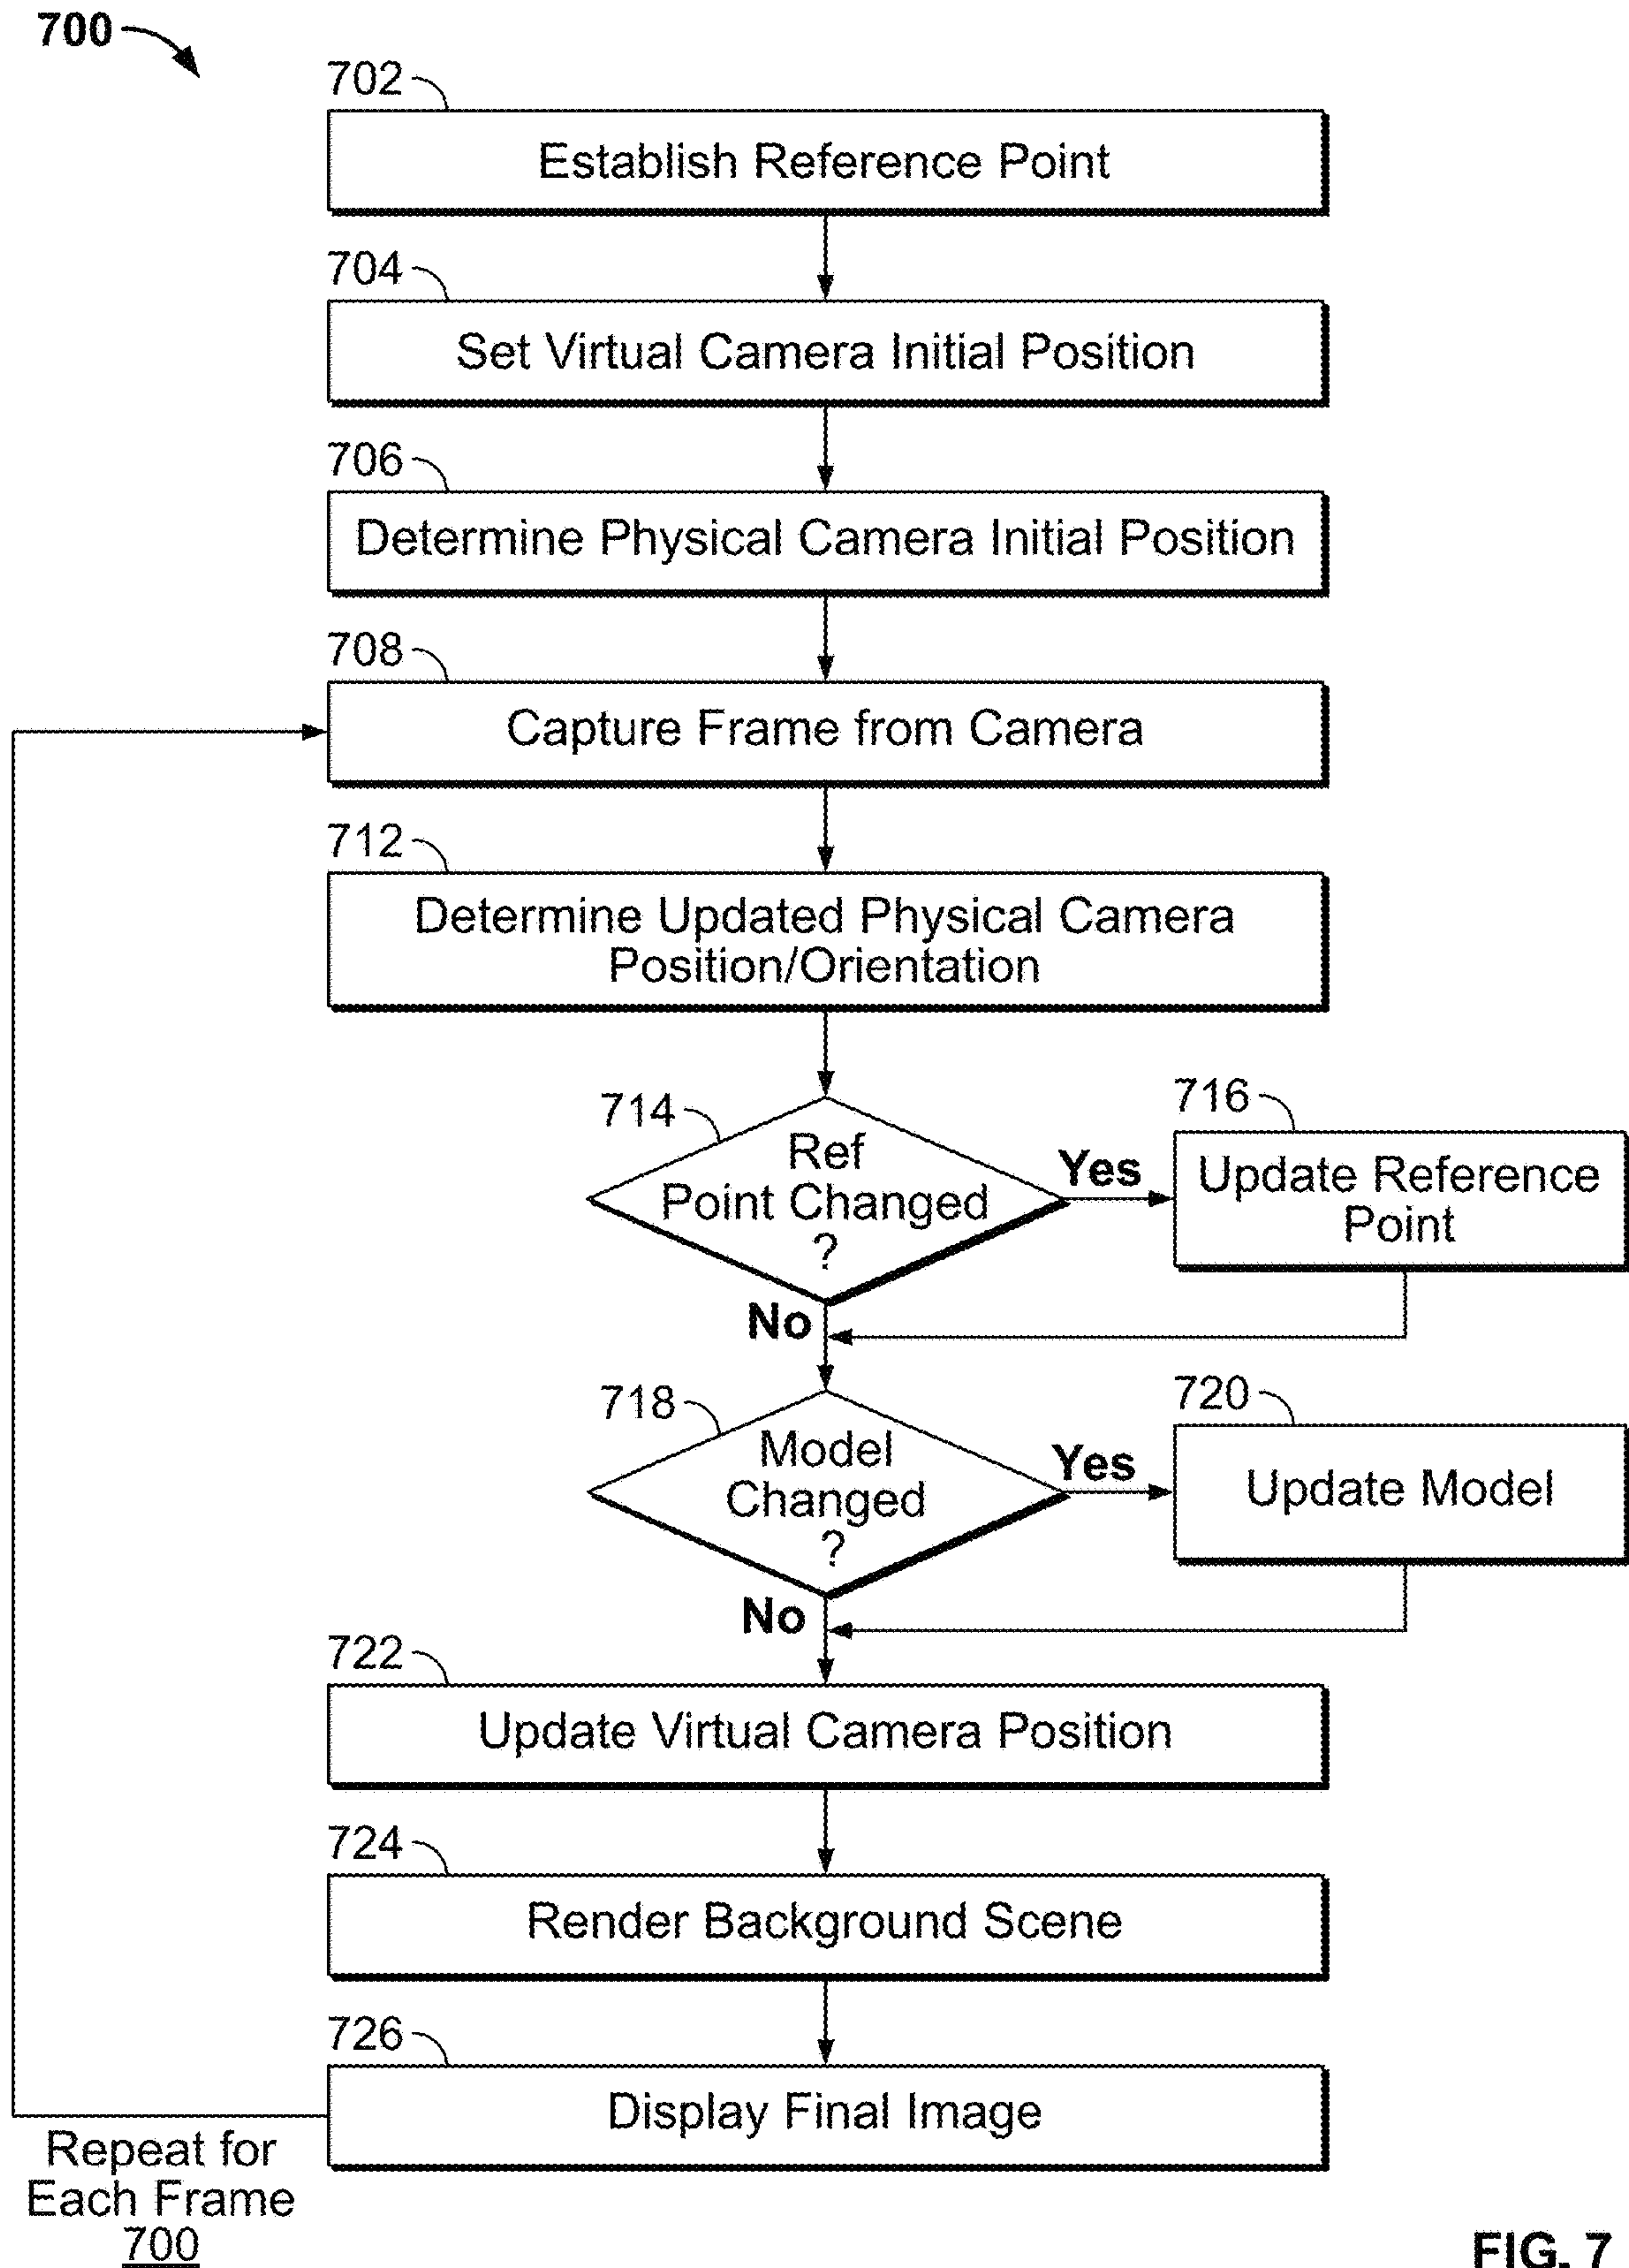 700
702
Establish Reference Point
704
Set Virtual Camera Initial Position
706
Determine Physical Camera Initial Position
708
Capture Frame from Camera
712
Determine Updated Physical Camera
Position/Orientation
714
Ref
Point Changed
?
Yes
716
Update Reference
Point
No
718
Model
Changed
?
Yes
720
Update Model
No
722
Update Virtual Camera Position
724
Render Background Scene
726
Display Final Image
Repeat for
Each Frame
700
FIG. 7